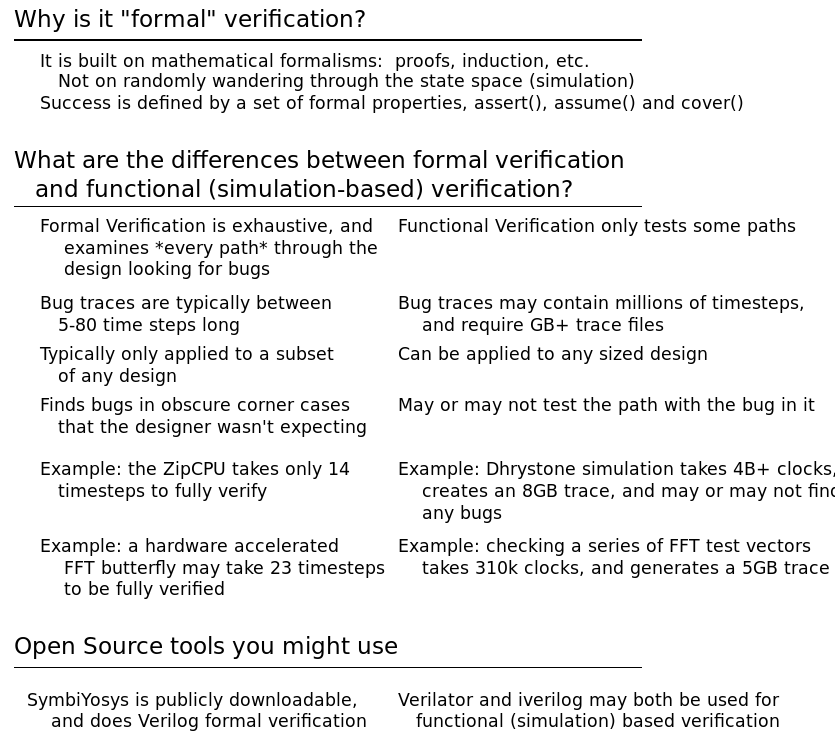 Why is it "formal" verification?
It is built on mathematical formalisms:  proofs, induction, etc.
Not on randomly wandering through the state space (simulation)
Success is defined by a set of formal properties, assert(), assume() and cover()
What are the differences between formal verification
and functional (simulation-based) verification?
Formal Verification is exhaustive, and
examines *every path* through the
design looking for bugs
Functional Verification only tests some paths
Bug traces are typically between
5-80 time steps long
Bug traces may contain millions of timesteps,
and require GB+ trace files
Typically only applied to a subset
of any design
Can be applied to any sized design
Finds bugs in obscure corner cases
that the designer wasn't expecting
May or may not test the path with the bug in it
Example: the ZipCPU takes only 14
timesteps to fully verify
Example: Dhrystone simulation takes 4B+ clocks,
creates an 8GB trace, and may or may not find
any bugs
Example: a hardware accelerated
FFT butterfly may take 23 timesteps
to be fully verified
Example: checking a series of FFT test vectors
takes 310k clocks, and generates a 5GB trace
Open Source tools you might use
SymbiYosys is publicly downloadable,
and does Verilog formal verification
Verilator and iverilog may both be used for
functional (simulation) based verification